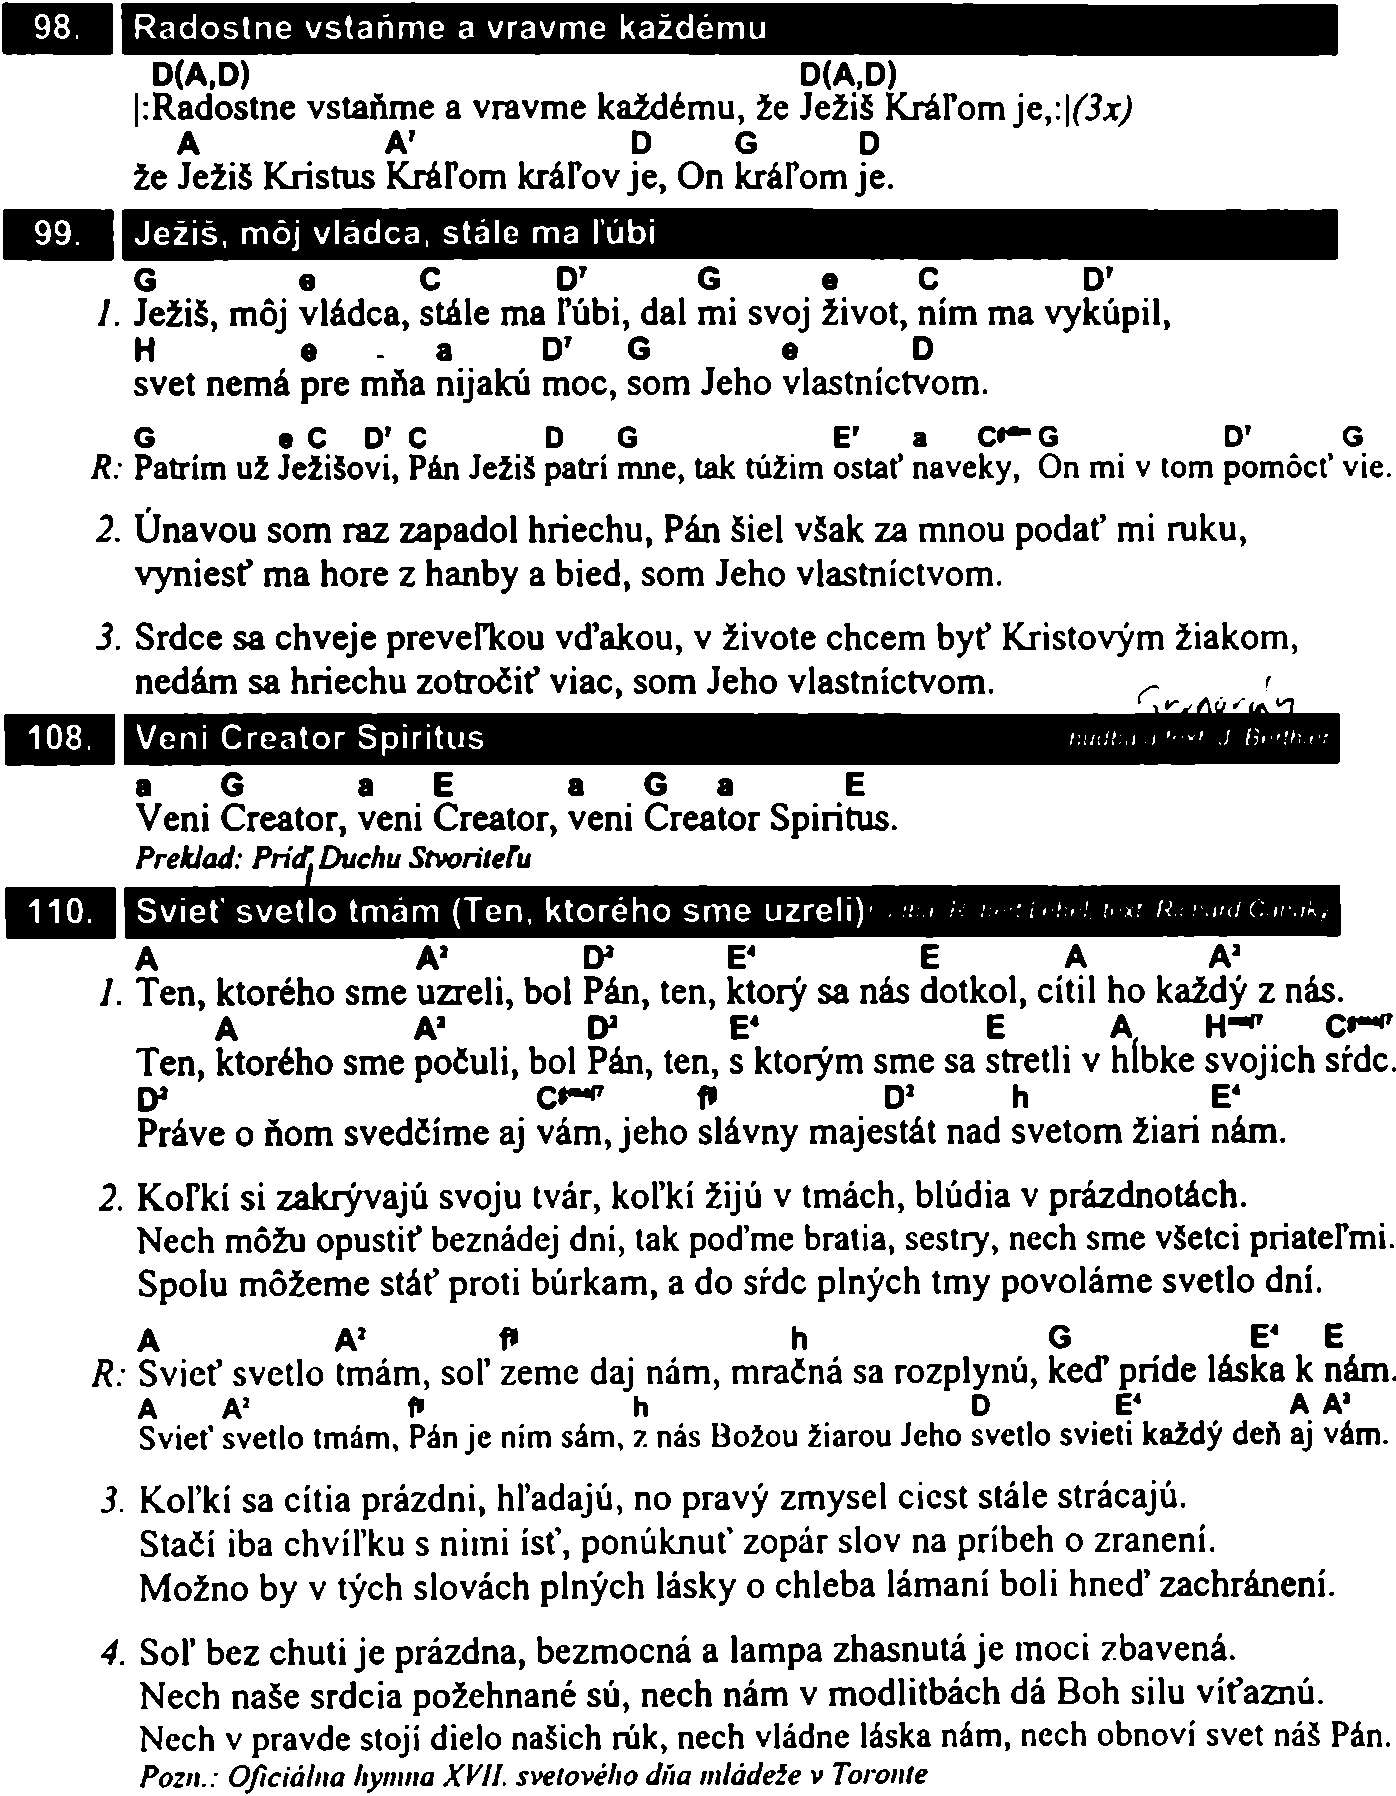 98. Radostne vstaňme a vravme každému
D(A,D) D(A,D)
|:Radostne vstaňme a vravme každému, že Ježiš Kráľom je,:|(3x)
A A7 D G D
že Ježiš Kristus Kráľom kráľov je, On kráľom je.
99. Ježiš, môj vládca, stále ma ľúbi
G e C D7 G e C D7
1. Ježiš, môj vládca, stále ma ľúbi, dal mi svoj život, ním ma vykúpil,
H e - a D7 G e D
svet nemá pre mňa nijakú moc, som Jeho vlastníctvom.
G e C D7 C D G E7 a G D7 G
R: Patrím už Ježišovi, Pán Ježiš patrí mne, tak túžim ostať naveky, On mi v tom pomôcť vie.
2. Únavou som raz zapadol hriechu, Pán šiel však za mnou podať mi ruku,
vyniesť ma hore z hanby a bied, som Jeho vlastníctvom.
3. Srdce sa chveje preveľkou vďakou, v živote chcem byť Kristovým žiakom,
nedám sa hriechu zotročiť viac, som Jeho vlastníctvom.
108. Veni Creator Spiritus hudba a text J. Berthier
a G a E a G a E
Veni Creator, veni Creator, veni Creator Spiritus.
Preklad: Príď, Duchu Stvoriteľu
110. Svieť svetlo tmám (Ten, ktorého sme uzreli)
A A2 D2 E4 E A A2
1. Ten, ktorého sme uzreli, bol Pán, ten, ktorý sa nás dotkol, cítil ho každý z nás.
A A2 D2 E4 E A
Ten, ktorého sme počuli, bol Pán, ten, s ktorým sme sa stretli v hĺbke svojich sŕdc.
D2 D2 h E4
Práve o ňom svedčíme aj vám, jeho slávny majestát nad svetom žiari nám.
2. Koľkí si zakrývajú svoju tvár, koľkí žijú v tmách, blúdia v prázdnotách.
Nech môžu opustiť beznádej dni, tak poďme bratia, sestry, nech sme všetci priateľmi.
Spolu môžeme stáť proti búrkam, a do sŕdc plných tmy povoláme svetlo dní.
A A2 h G E4 E
R: Svieť svetlo tmám, soľ zeme daj nám, mračná sa rozplynú, keď príde láska k nám.
A A2 h D E4 A A2
Svieť svetlo tmám, Pán je ním sám, z nás Božou žiarou Jeho svetlo svieti každý deň aj vám.
3. Koľkí sa cítia prázdni, hľadajú, no pravý zmysel ciest stále strácajú.
Stačí iba chvíľku s nimi ísť, ponúknuť zopár slov na príbeh o zranení.
Možno by v tých slovách plných lásky o chleba lámaní boli hneď zachránení.
4. Soľ bez chuti je prázdna, bezmocná a lampa zhasnutá je moci zbavená.
Nech naše srdcia požehnané sú, nech nám v modlitbách dá Boh silu víťaznú.
Nech v pravde stojí dielo našich rúk, nech vládne láska nám, nech obnoví svet náš Pán.
Pozn.: Oficiálna hymna XVII. svetového dňa mládeže v Toronte